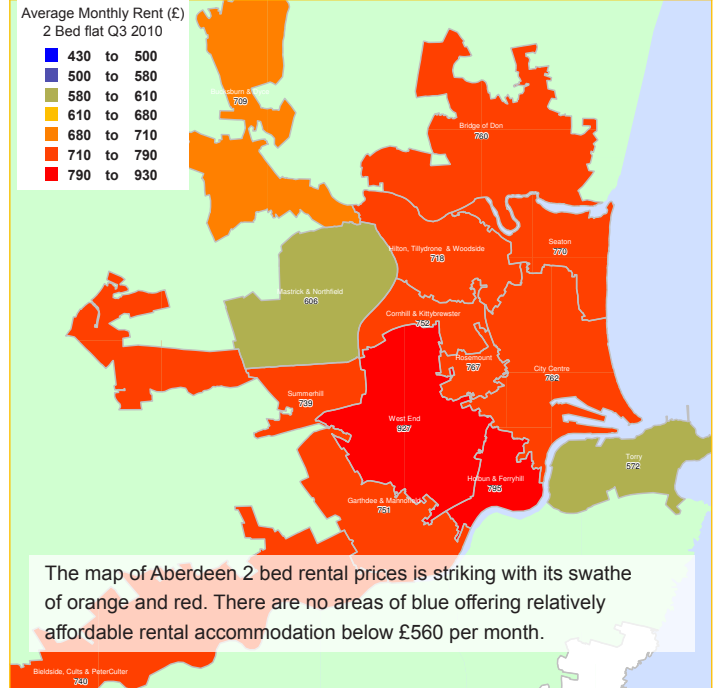 Average Monthly Rent (£)
2 Bed flat Q3 2010
430 to 500
500 to 580
580 to 610
610 to 680
680 to 710
710 to 790
790 to 930
709
Bridge of Don
760
Hilton, Tillydrone & Woodside
718
Seaton
770
Mastrick & Northfield
606
Cornhill & Kittybrewster
752
Rosemount
767
City Centre
762
Summerhill
739
West End
927
Torry
572
Holbun & Ferryhill
795
Garthdee & Mannofield
751
The map of Aberdeen 2 bed rental prices is striking with its swathe
of orange and red. There are no areas of blue offering relatively
affordable rental accommodation below £560 per month.
Bieldside, Cults & PeterCulter
740